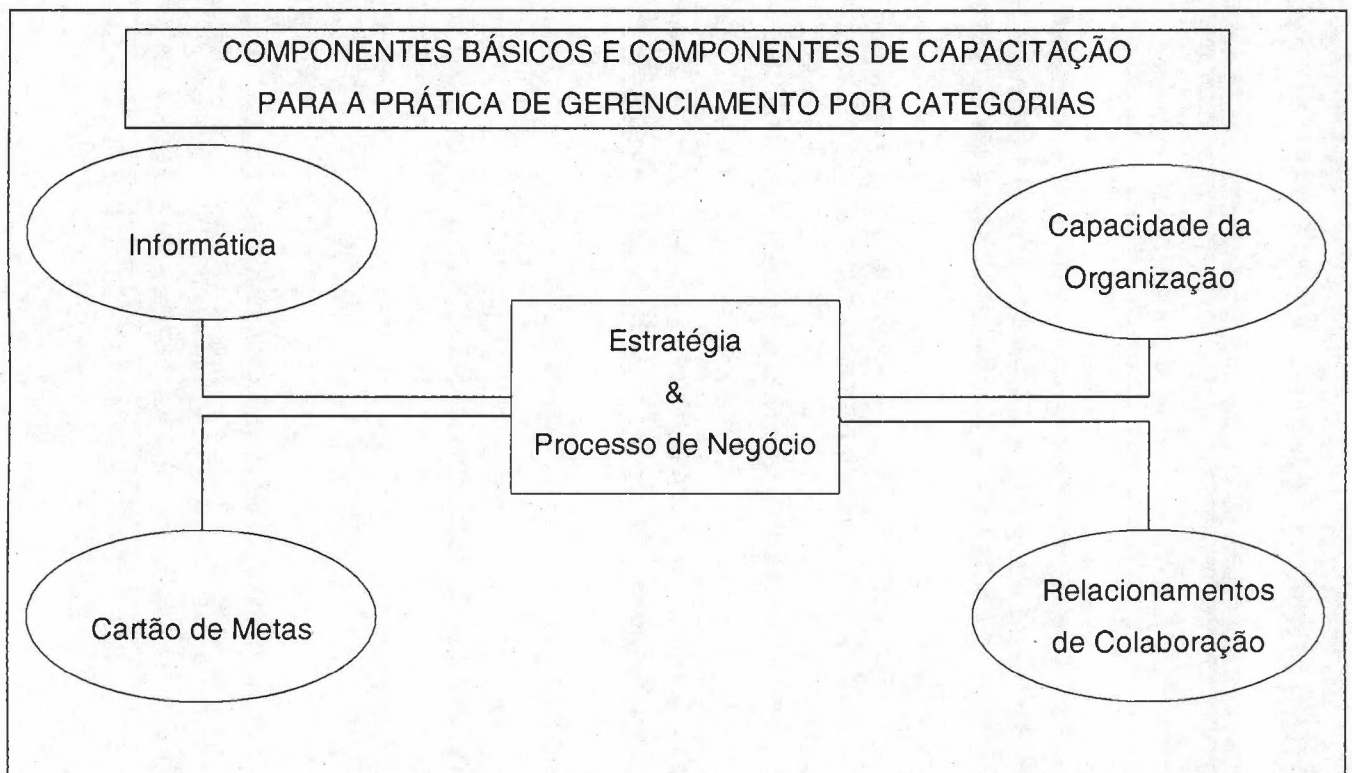 COMPONENTES BÁSICOS E COMPONENTES DE CAPACITAÇÃO
PARA A PRÁTICA DE GERENCIAMENTO POR CATEGORIAS
Informática
Capacidade da
Organização
Estratégia
&
Processo de Negócio
Cartão de Metas
Relacionamentos
de Colaboração